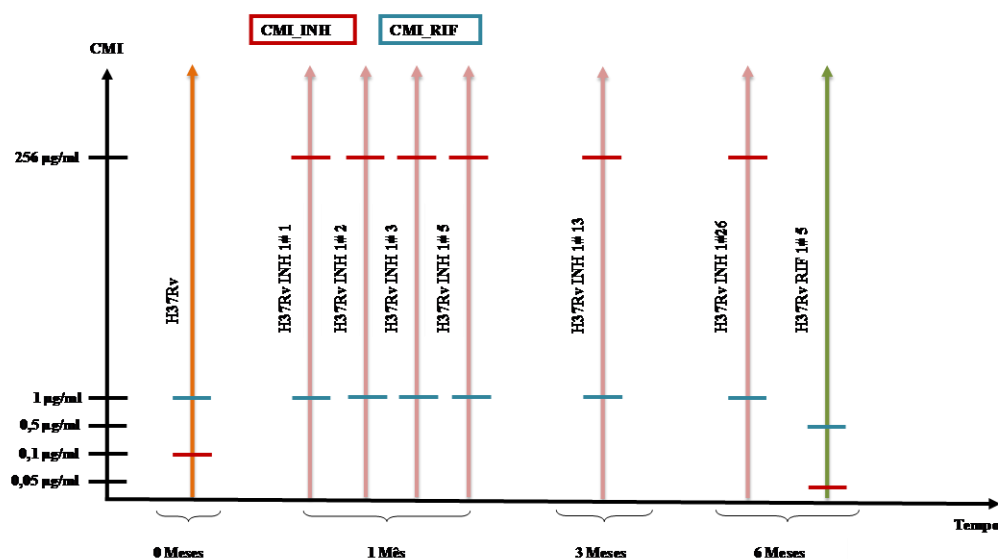 CMI_INH
CMI_RIF
CMI
256 µg/ml
H37Rv
H37Rv INH 1# 1
H37Rv INH 1# 2
H37Rv INH 1# 3
H37Rv INH 1# 5
H37Rv INH 1# 13
H37Rv INH 1#26
H37Rv RIF 1# 5
1 µg/ml
0,5 µg/ml
0,1 µg/ml
0,05 µg/ml
Tempo
0 Meses
1 Mês
3 Meses
6 Meses